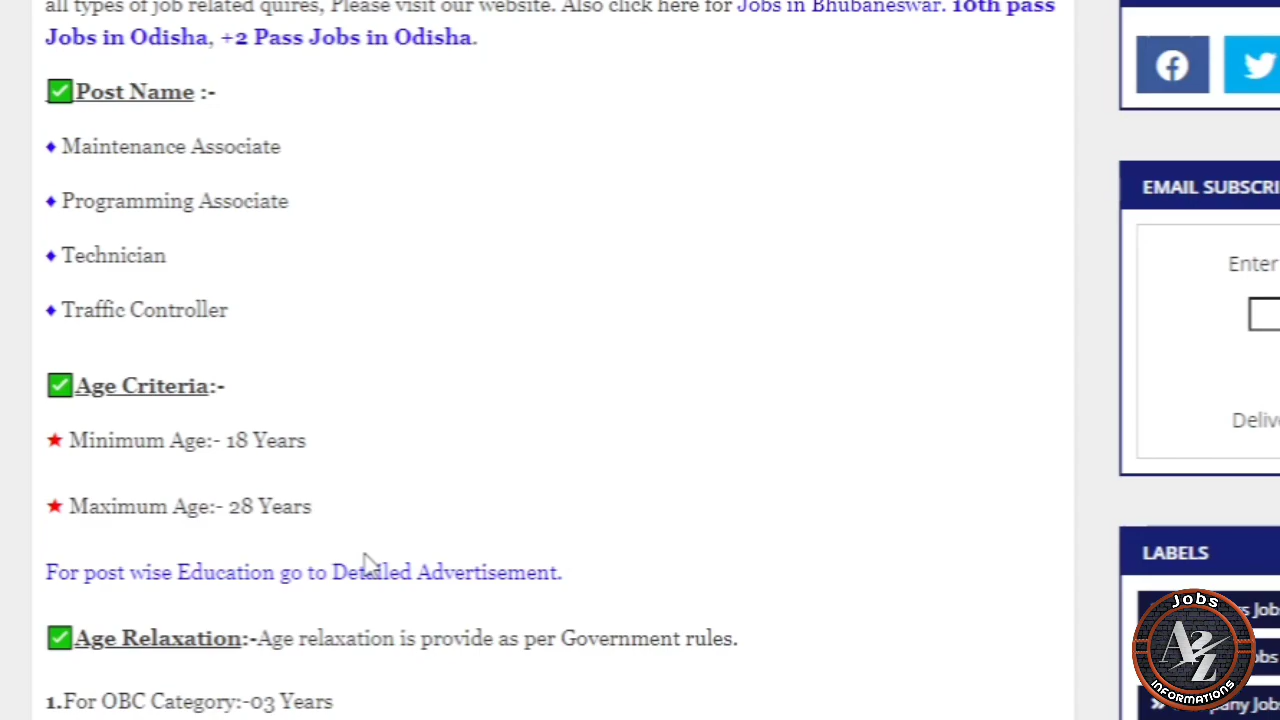 all types of job related quires, Please visit our website. Also click here for Jobs in Bhubaneswar. 10th pass
Jobs in Odisha, +2 Pass Jobs in Odisha.
✅Post Name :-
♦ Maintenance Associate
♦ Programming Associate
♦ Technician
♦ Traffic Controller
✅Age Criteria:-
★ Minimum Age:- 18 Years
★ Maximum Age:- 28 Years
For post wise Education go to Detailed Advertisement.
✅Age Relaxation:-Age relaxation is provide as per Government rules.
1.For OBC Category:-03 Years
EMAIL SUBSCRI
Enter
Delive
LABELS
Jobs
A2Z
INFORMATIONS